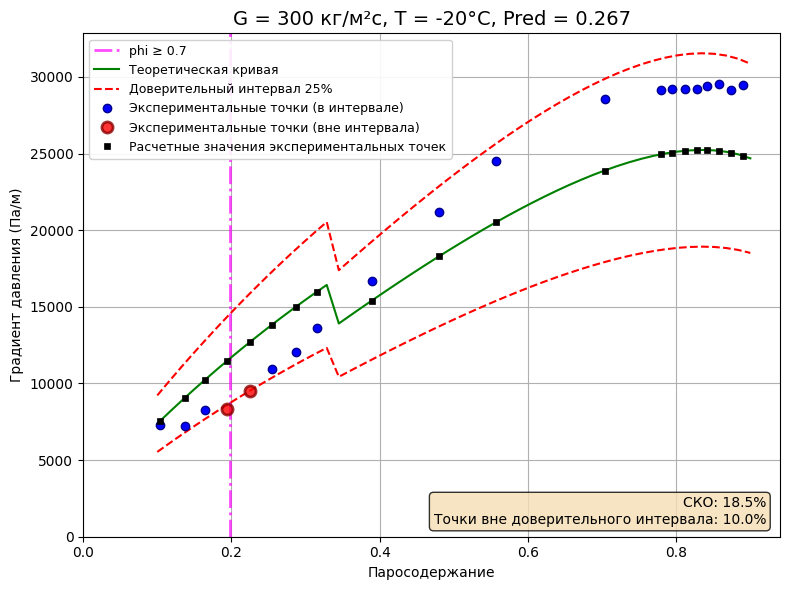 G = 300 кг/м²с, T = -20°C, Pred = 0.267
phi ≥ 0.7
Теоретическая кривая
Доверительный интервал 25%
Экспериментальные точки (в интервале)
Экспериментальные точки (вне интервала)
Расчетные значения экспериментальных точек
Градиент давления (Па/м)
30000
25000
20000
15000
10000
5000
0
СКО: 18.5%
Точки вне доверительного интервала: 10.0%
0.0 0.2 0.4 0.6 0.8
Паросодержание